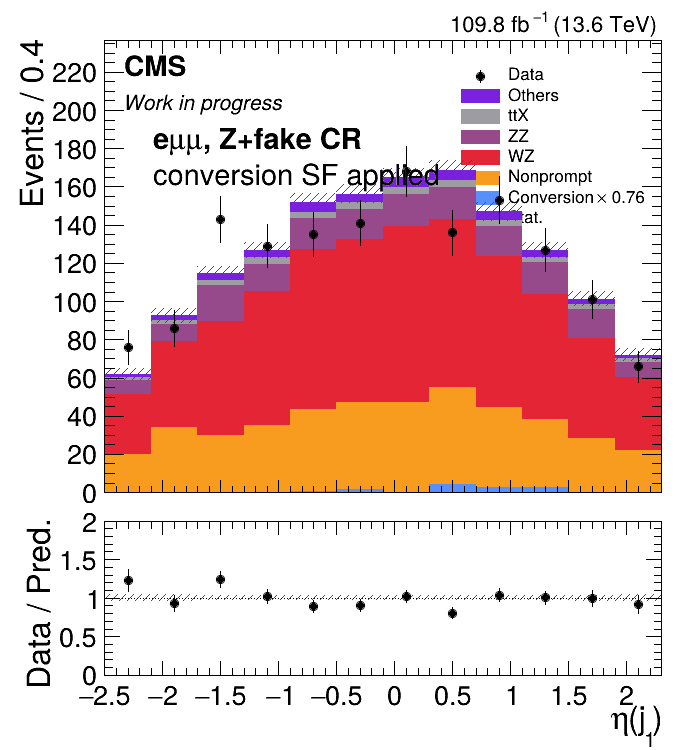 109.8 fb⁻¹ (13.6 TeV)
Events / 0.4
CMS
Work in progress
eμμ, Z+fake CR
conversion SF applied
Data
Others
ttX
ZZ
WZ
Nonprompt
Conversion × 0.76
220
200
180
160
140
120
100
80
60
40
20
0
Data / Pred.
2
1.5
1
0.5
0
−2.5 −2 −1.5 −1 −0.5 0 0.5 1 1.5 2
η(j₁)